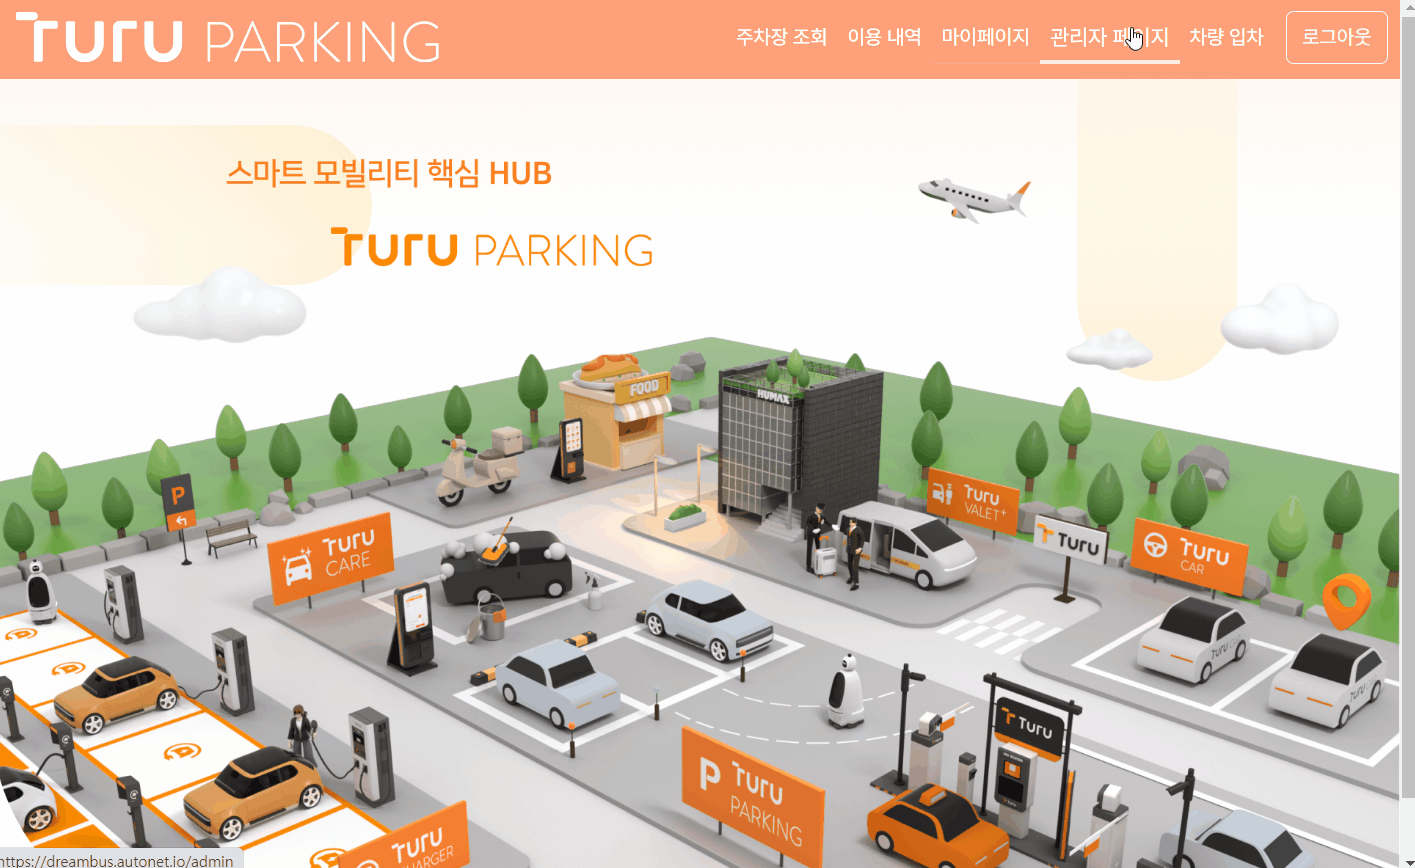 TURU PARKING
주차장 조회
이용 내역
마이페이지
관리자 페이지
차량 입차
로그아웃
스마트 모빌리티 핵심 HUB
TURU PARKING
FOOD
HUMAX
P
TURU
CARE
TURU
VALET+
TURU
TURU
CAR
TURU
TURU
P TURU
PARKING
TURU
CHARGER
https://dreambus.autonet.io/admin